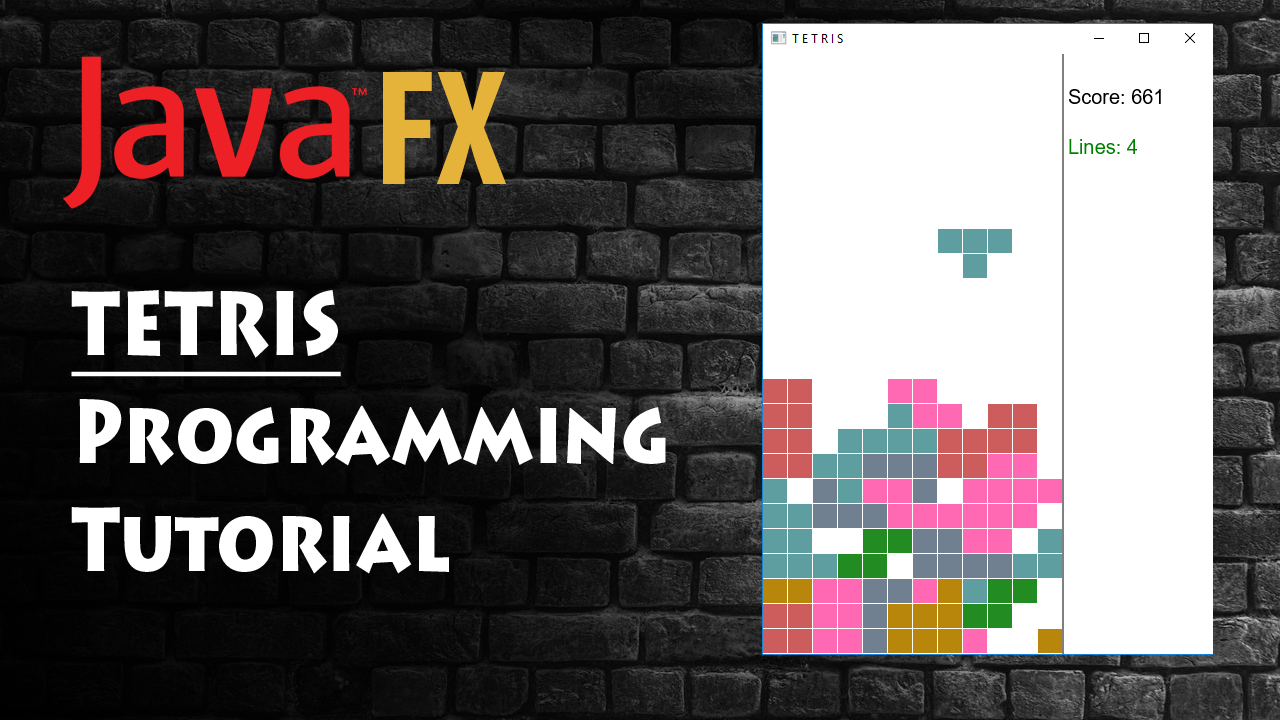 Java™ FX
TETRIS
PROGRAMMING
TUTORIAL
TETRIS
Score: 661
Lines: 4